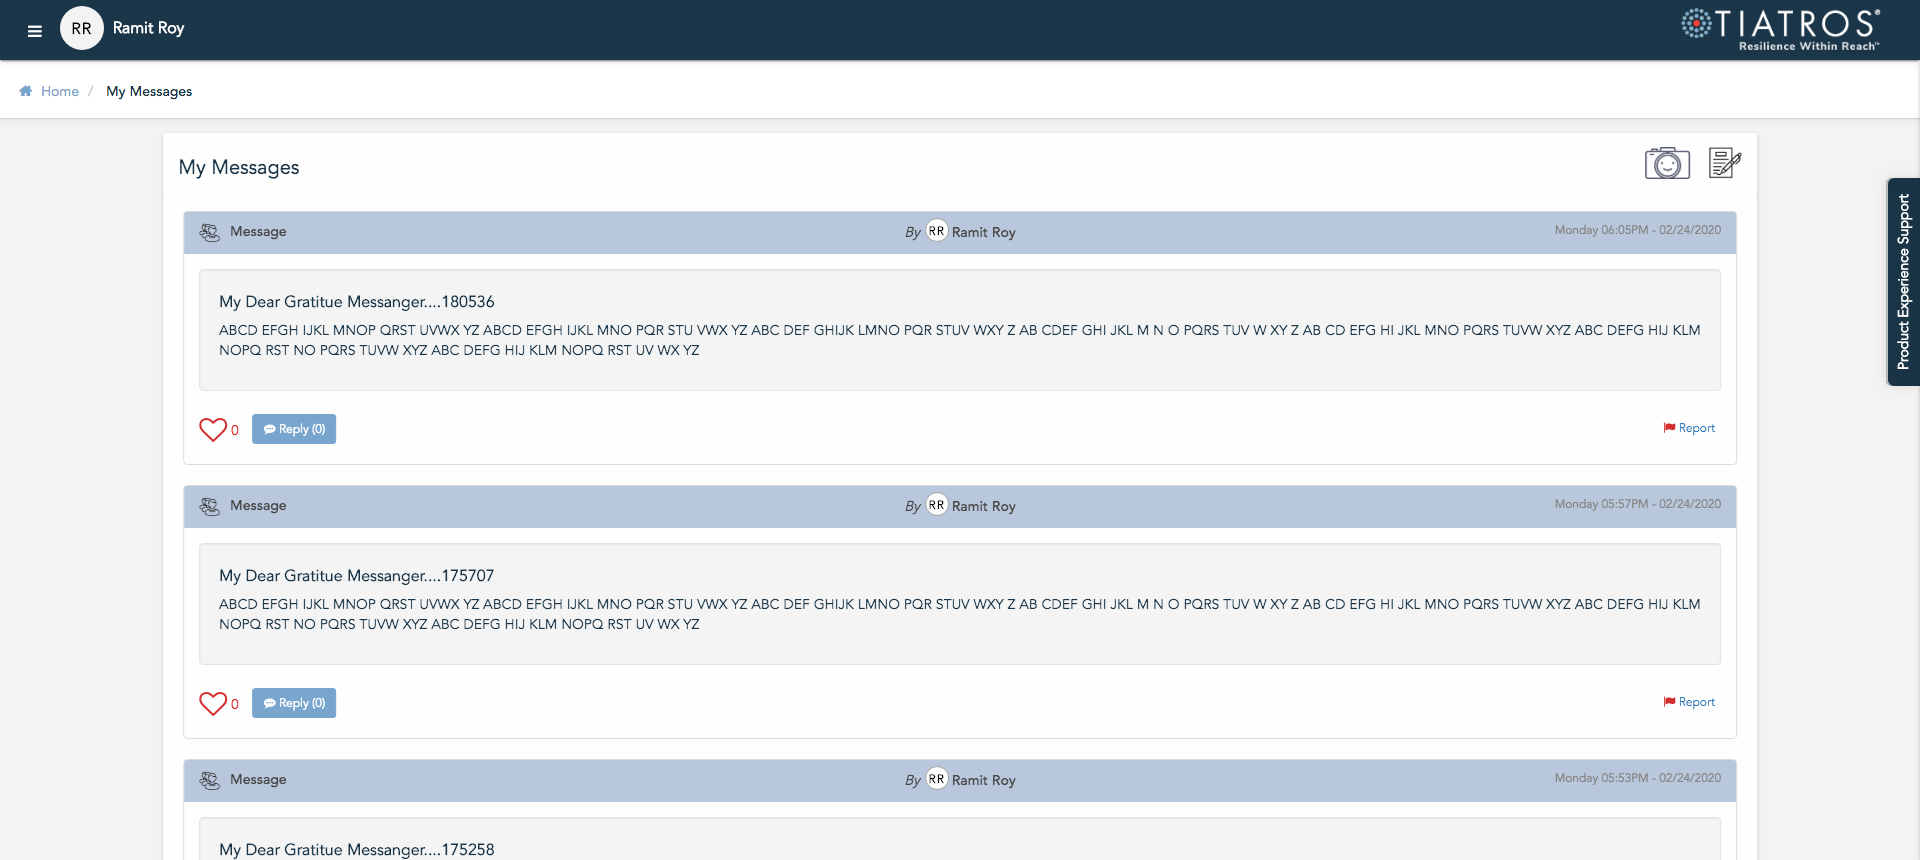 RR Ramit Roy
TIATROS®
Resilience Within Reach™
Home / My Messages
My Messages
Product Experience Support
Message By RR Ramit Roy Monday 06:05PM - 02/24/2020
My Dear Gratitue Messanger....180536
ABCD EFGH IJKL MNOP QRST UVWX YZ ABCD EFGH IJKL MNO PQR STU VWX YZ ABC DEF GHIJK LMNO PQR STUV WXY Z AB CDEF GHI JKL M N O PQRS TUV W XY Z AB CD EFG HI JKL MNO PQRS TUVW XYZ ABC DEFG HIJ KLM
NOPQ RST NO PQRS TUVW XYZ ABC DEFG HIJ KLM NOPQ RST UV WX YZ
0 Reply (0) Report
Message By RR Ramit Roy Monday 05:57PM - 02/24/2020
My Dear Gratitue Messanger....175707
ABCD EFGH IJKL MNOP QRST UVWX YZ ABCD EFGH IJKL MNO PQR STU VWX YZ ABC DEF GHIJK LMNO PQR STUV WXY Z AB CDEF GHI JKL M N O PQRS TUV W XY Z AB CD EFG HI JKL MNO PQRS TUVW XYZ ABC DEFG HIJ KLM
NOPQ RST NO PQRS TUVW XYZ ABC DEFG HIJ KLM NOPQ RST UV WX YZ
0 Reply (0) Report
Message By RR Ramit Roy Monday 05:53PM - 02/24/2020
My Dear Gratitue Messanger....175258